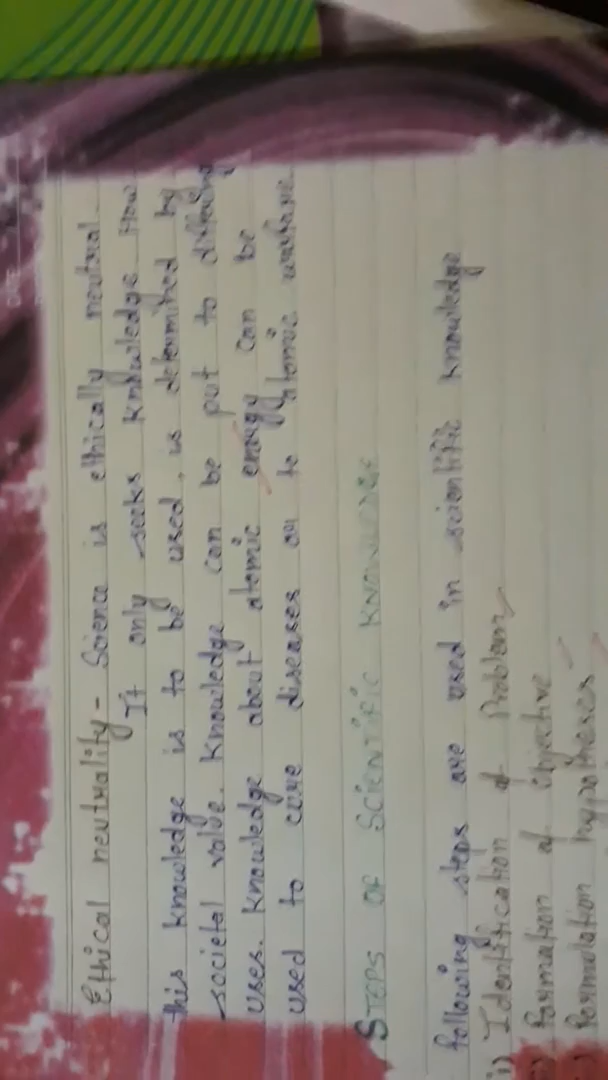 Ethical neutrality - Science is ethically neutral.
It only seeks knowledge. How
this knowledge is to be used, is determined by
societal value. Knowledge can be put to differing
uses. Knowledge about atomic energy can be
used to cure diseases or to atomic warfare.
STEPS OF SCIENTIFIC KNOWLEDGE
following steps are used in scientific knowledge
i) Identification of Problem
Formation of Objective
Formulation hypotheses